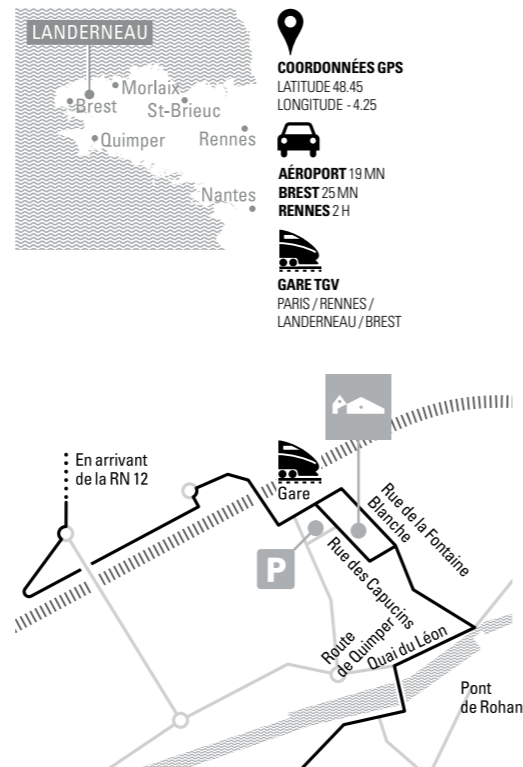 LANDERNEAU
Morlaix
Brest
St-Brieuc
Quimper
Rennes
Nantes
COORDONNÉES GPS
LATITUDE 48.45
LONGITUDE - 4.25
AÉROPORT 19 MN
BREST 25 MN
RENNES 2 H
GARE TGV
PARIS / RENNES /
LANDERNEAU / BREST
En arrivant
de la RN 12
Gare
P
Rue de la Fontaine
Blanche
Rue des Capucins
Route
de Quimper
Quai du Léon
Pont
de Rohan